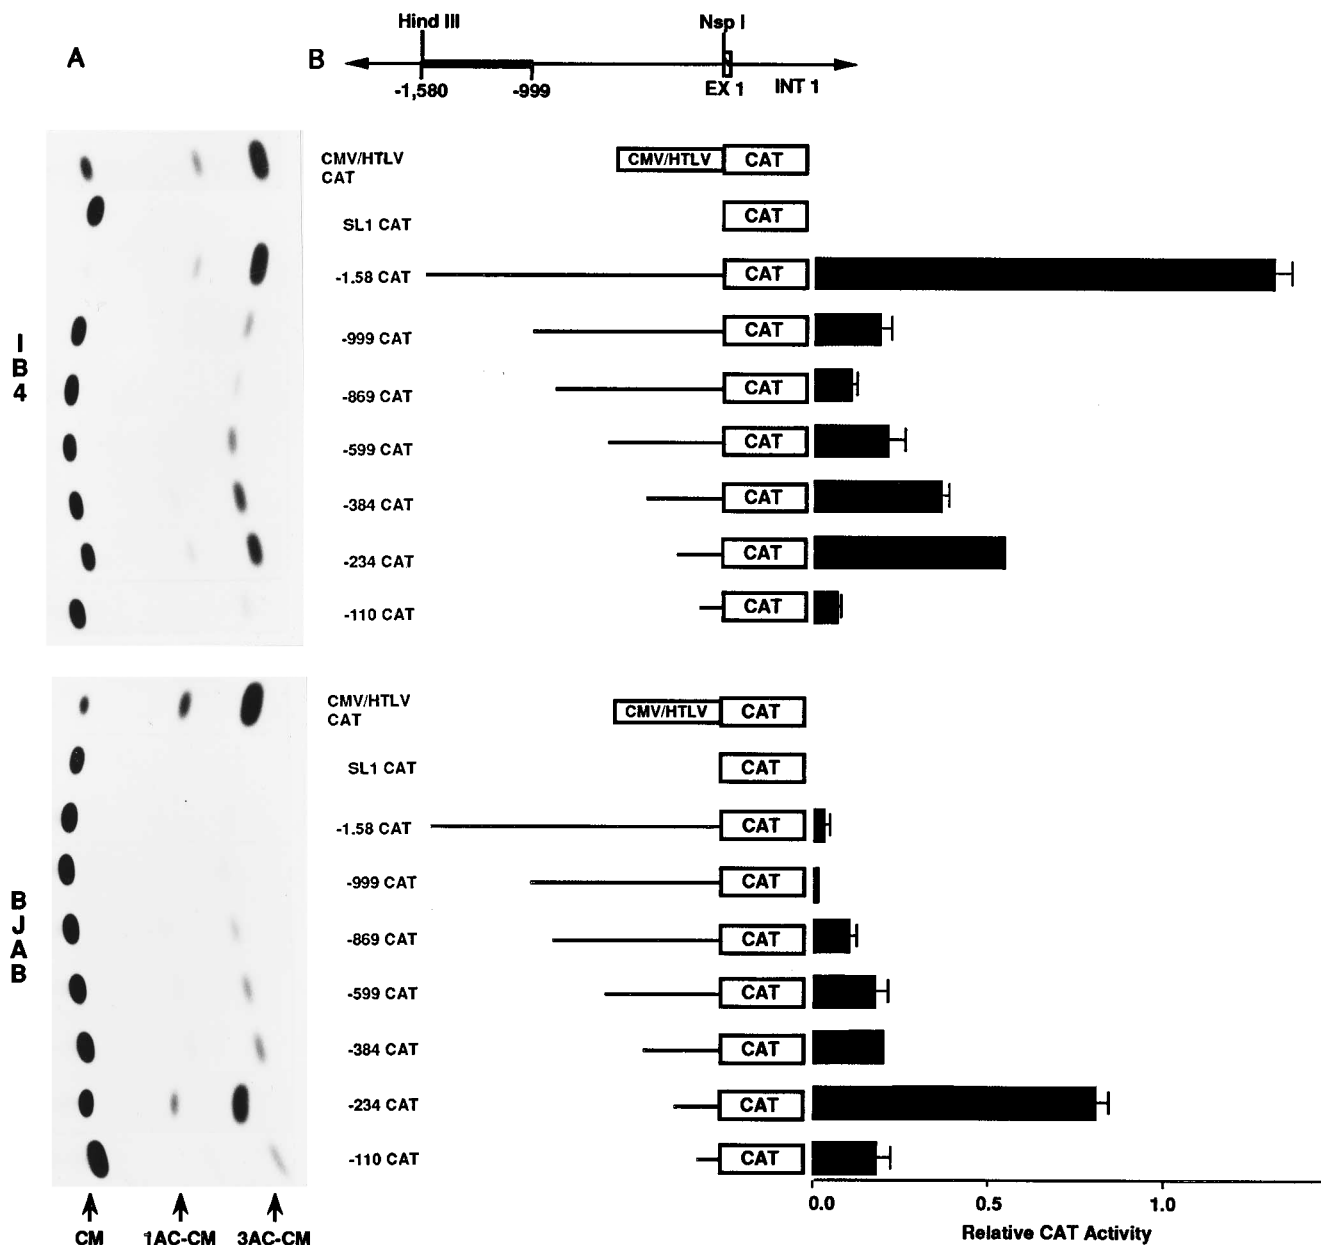 A
B
Hind III
Nsp I
-1,580
-999
EX 1
INT 1
I
B
4
CMV/HTLV
CAT
CMV/HTLV
CAT
SL1 CAT
CAT
-1.58 CAT
CAT
-999 CAT
CAT
-869 CAT
CAT
-599 CAT
CAT
-384 CAT
CAT
-234 CAT
CAT
-110 CAT
CAT
B
J
A
B
CMV/HTLV
CAT
CMV/HTLV
CAT
SL1 CAT
CAT
-1.58 CAT
CAT
-999 CAT
CAT
-869 CAT
CAT
-599 CAT
CAT
-384 CAT
CAT
-234 CAT
CAT
-110 CAT
CAT
0.0
0.5
1.0
Relative CAT Activity
CM
1AC-CM
3AC-CM